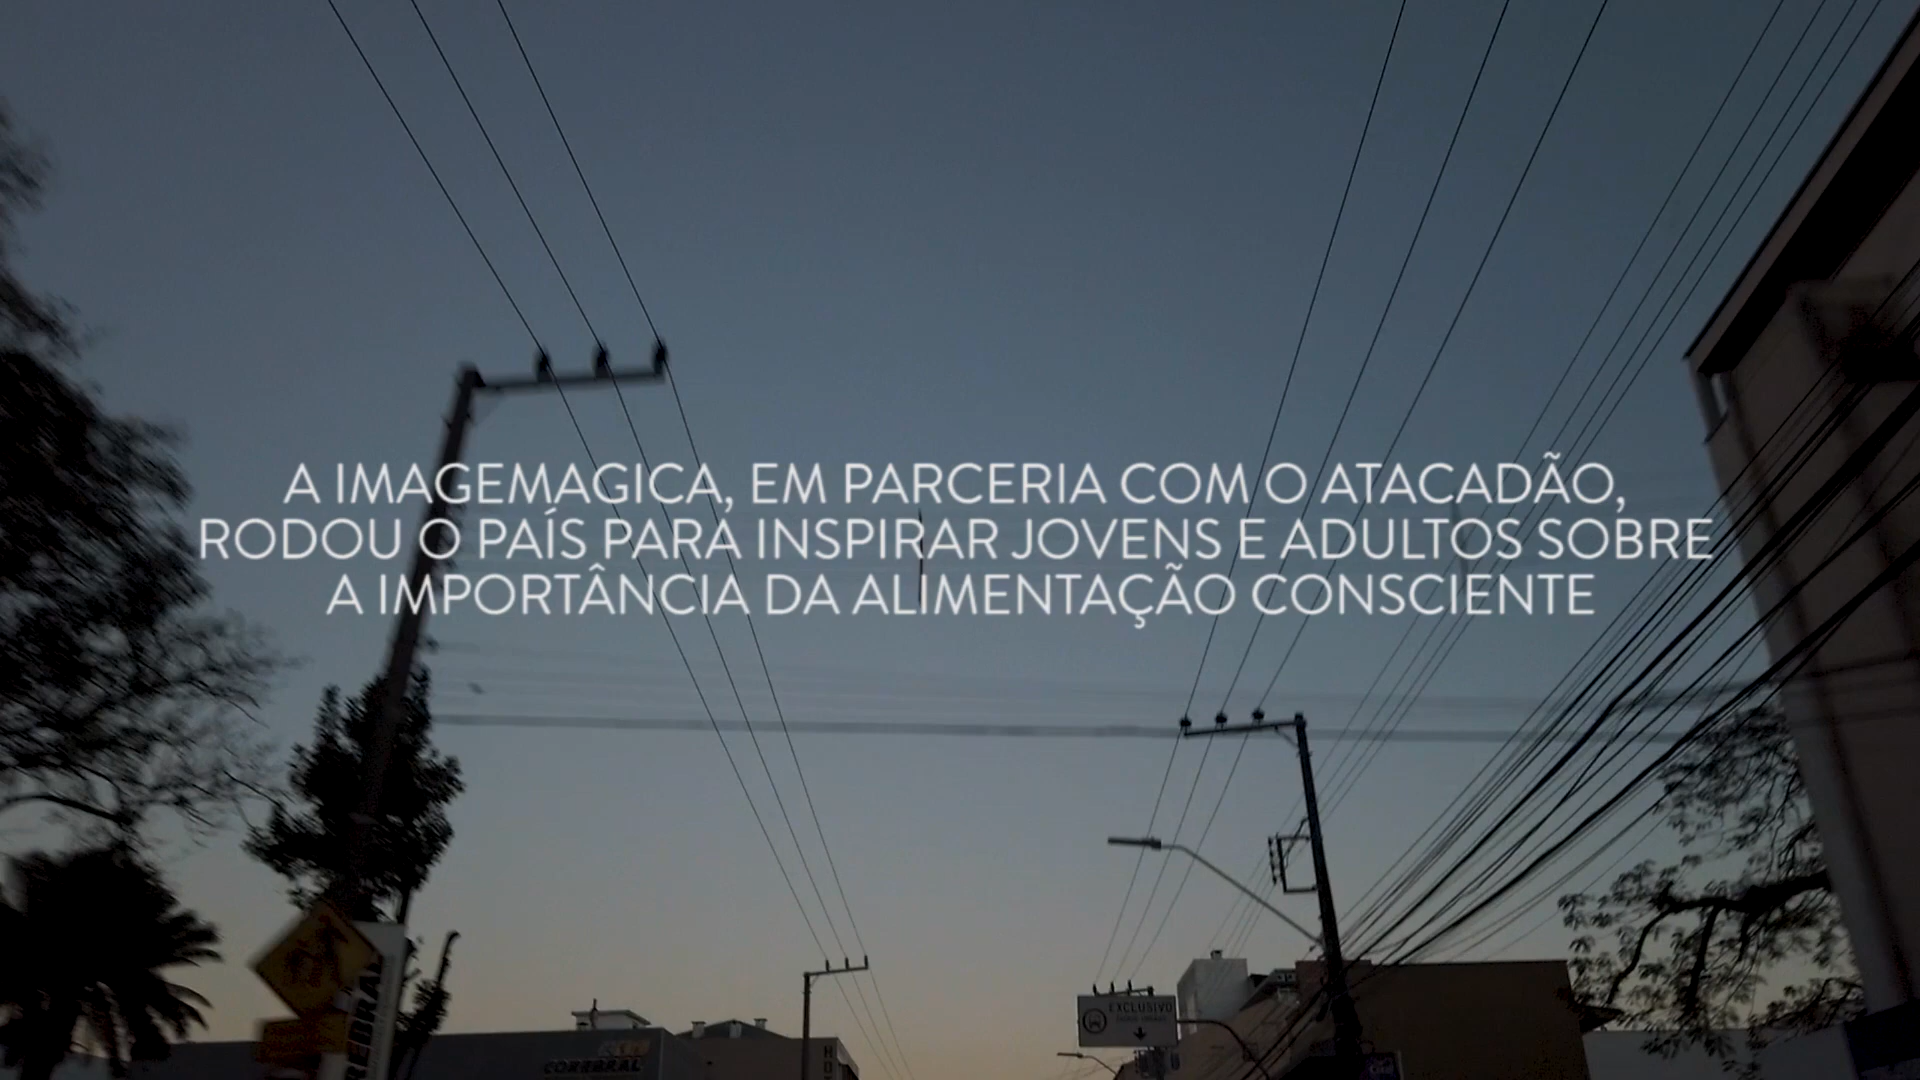 A IMAGEMAGICA, EM PARCERIA COM O ATACADÃO,
RODOU O PAÍS PARA INSPIRAR JOVENS E ADULTOS SOBRE
A IMPORTÂNCIA DA ALIMENTAÇÃO CONSCIENTE
EXCLUSIVO
COREBRAL